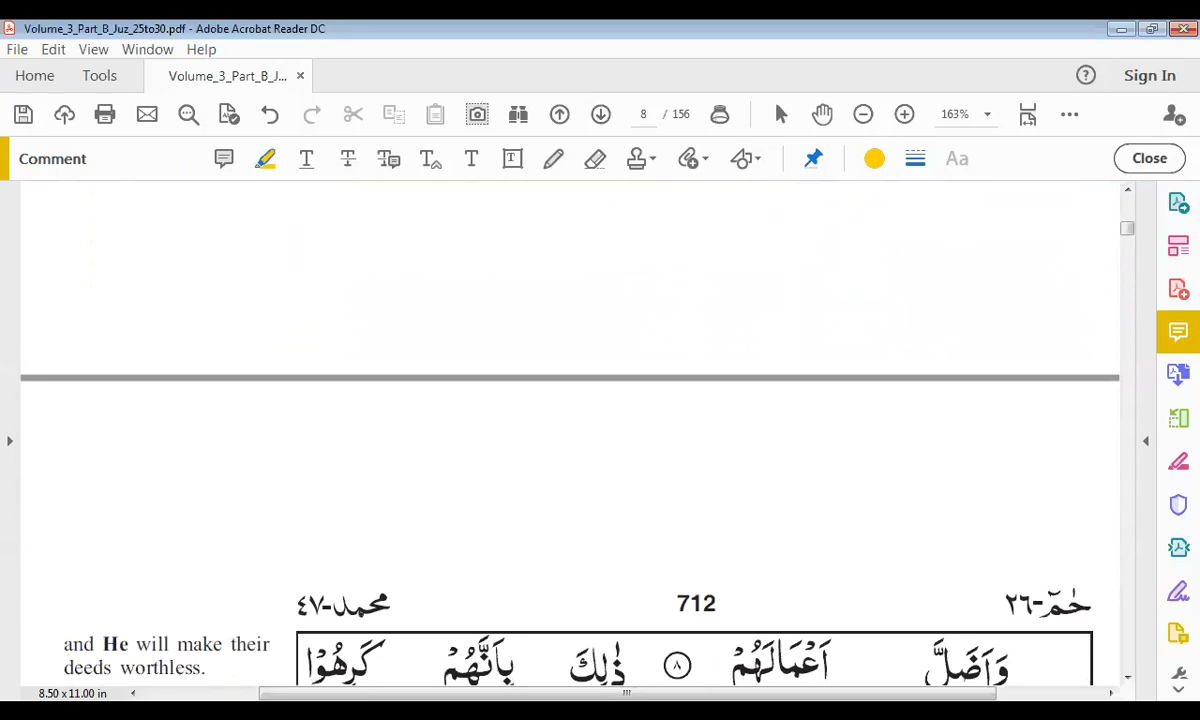 Volume_3_Part_B_Juz_25to30.pdf - Adobe Acrobat Reader DC
File Edit View Window Help
Home Tools Volume_3_Part_B_J... × Sign In
8 / 156 163%
Comment Aa Close
محمد-٤٧ 712 حٰمٓ-٢٦
and He will make their
deeds worthless.
وَاَضَلَّ اَعْمَالَهُمْ ٨ ذٰلِكَ بِاَنَّهُمْ كَرِهُوْا
8.50 x 11.00 in